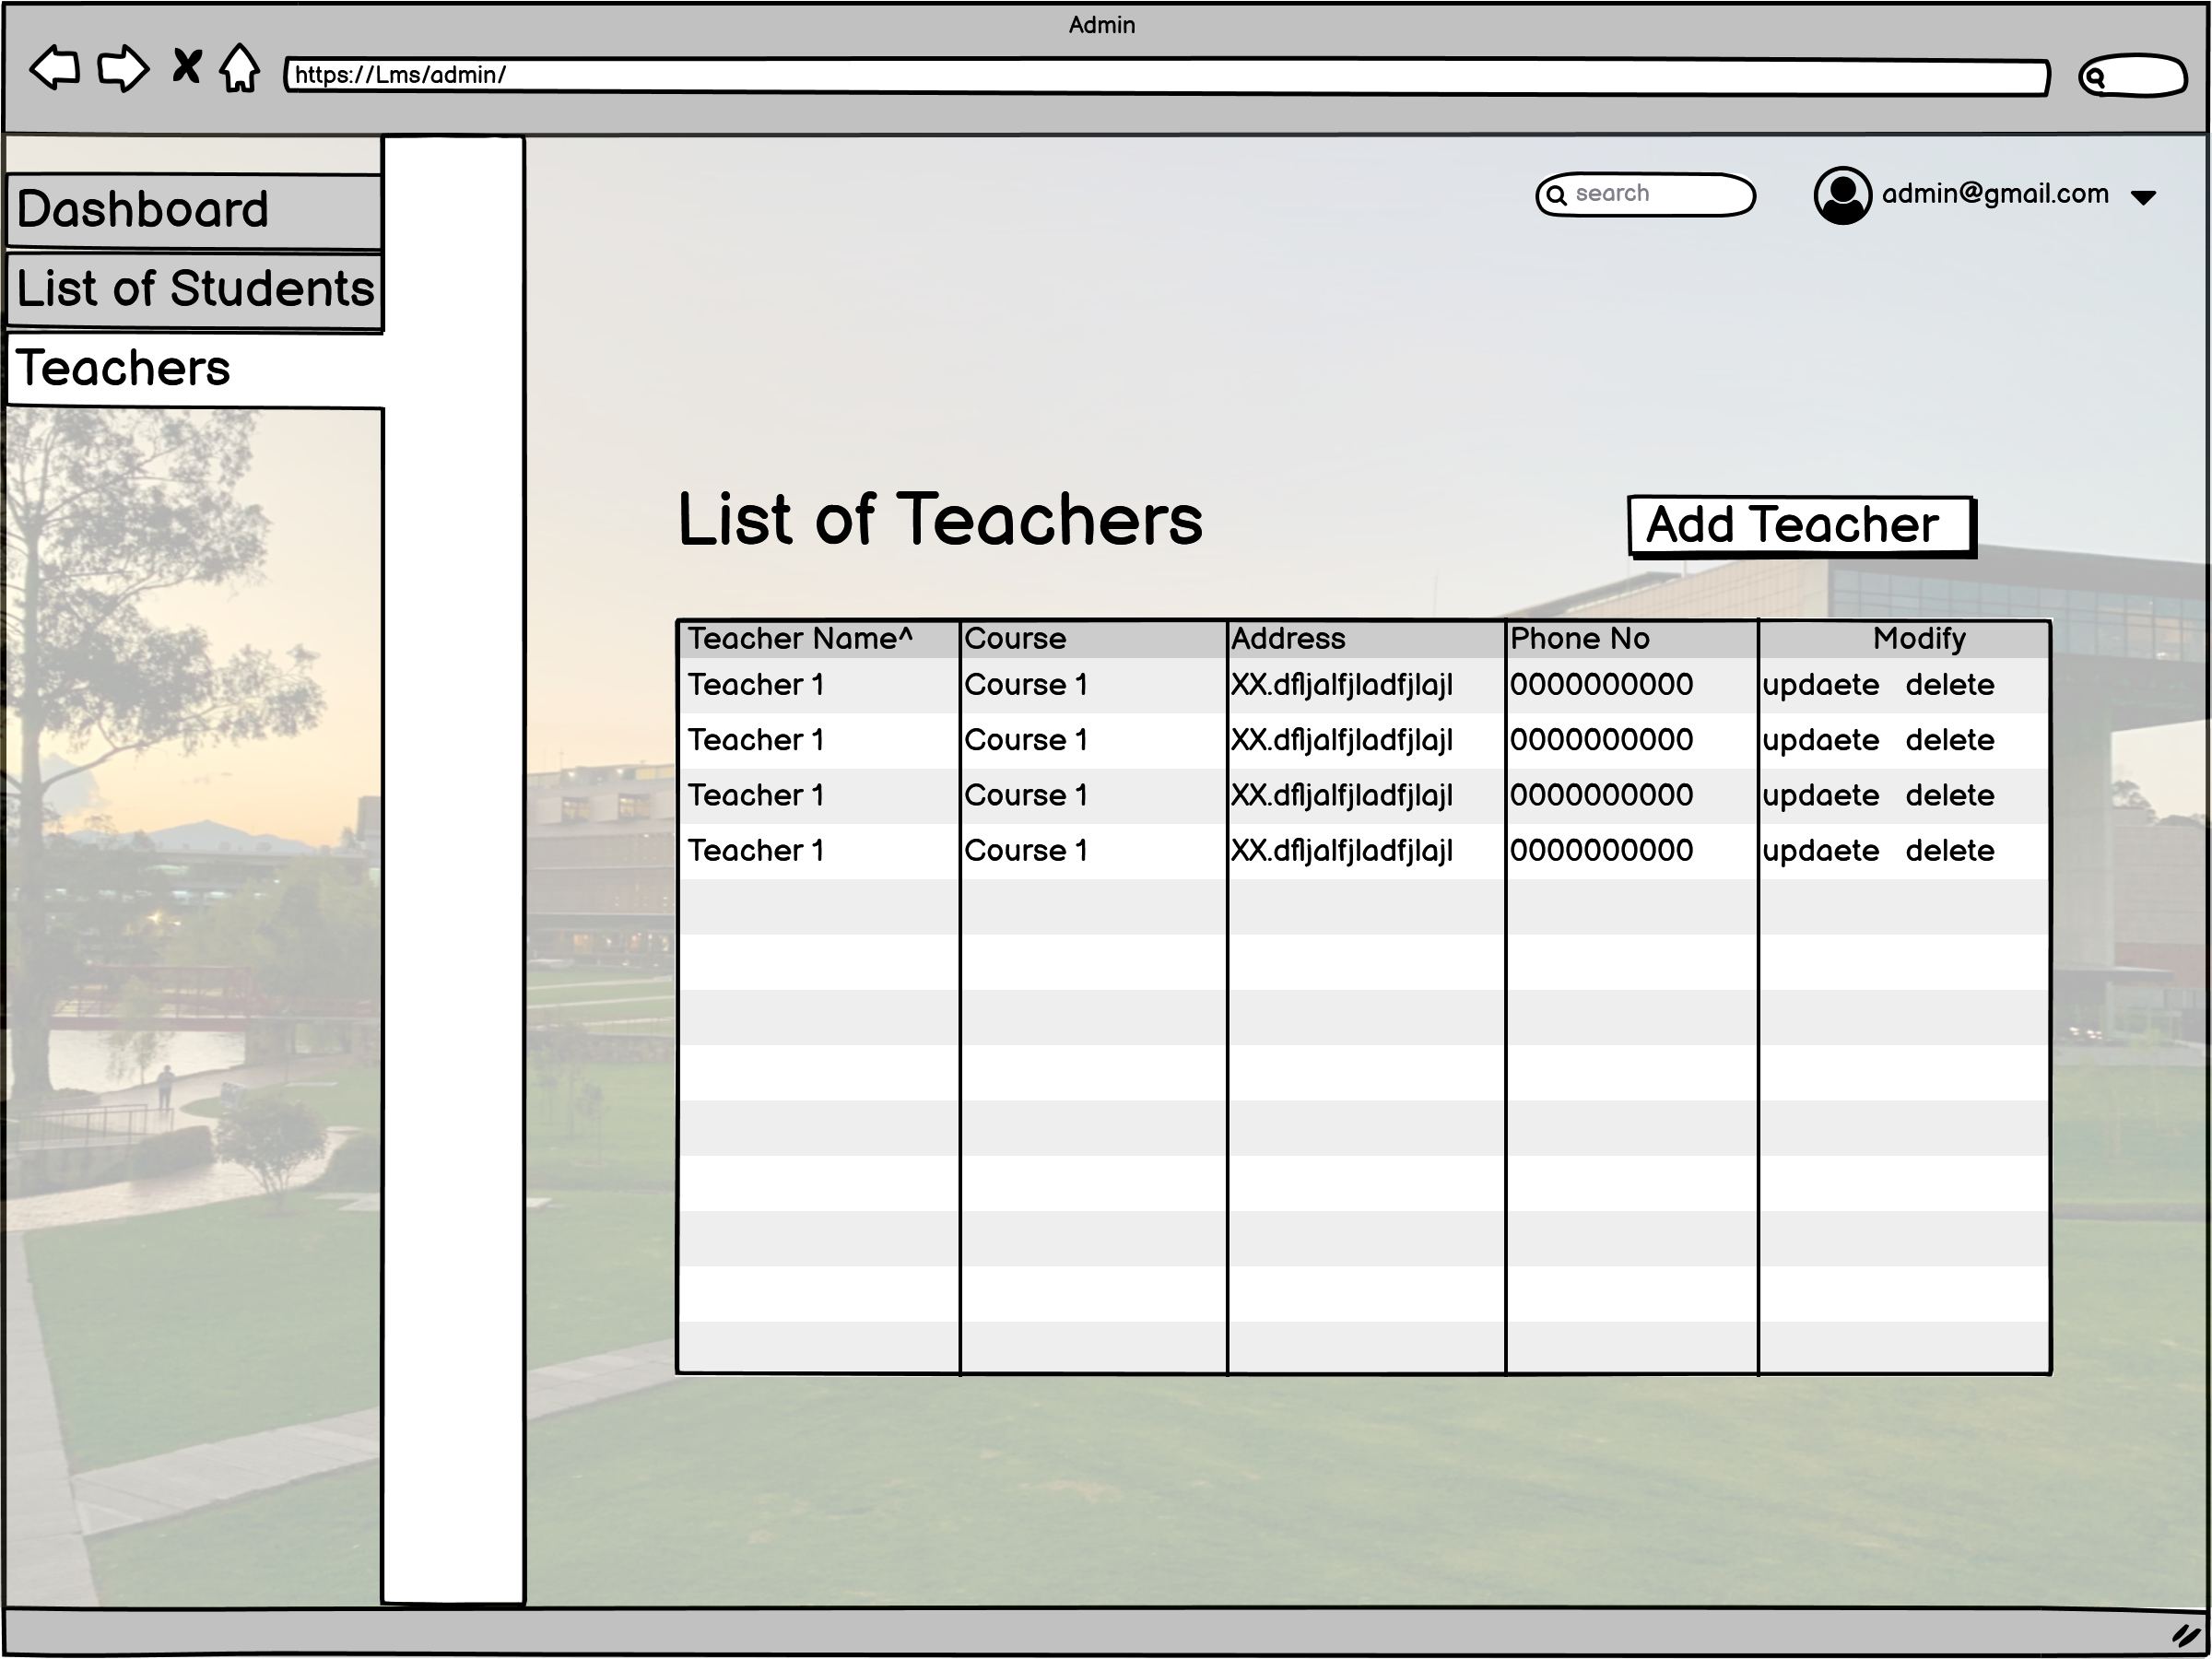 Admin
https://Lms/admin/
search
admin@gmail.com
Dashboard
List of Students
Teachers
List of Teachers
Add Teacher
Teacher Name^ Course Address Phone No Modify
Teacher 1 Course 1 XX.dfljalfjladfjlajl 0000000000 updaete delete
Teacher 1 Course 1 XX.dfljalfjladfjlajl 0000000000 updaete delete
Teacher 1 Course 1 XX.dfljalfjladfjlajl 0000000000 updaete delete
Teacher 1 Course 1 XX.dfljalfjladfjlajl 0000000000 updaete delete